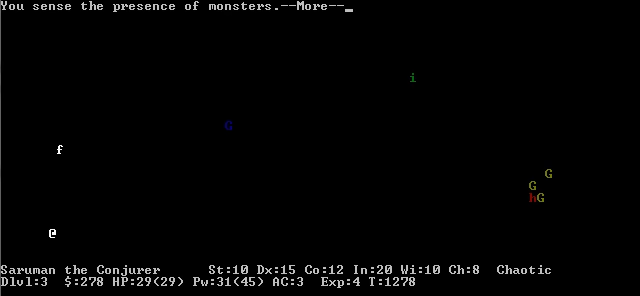 You sense the presence of monsters.--More--
i
G
f
G
G
hG
@
Saruman the Conjurer St:10 Dx:15 Co:12 In:20 Wi:10 Ch:8 Chaotic
Dlvl:3 $:278 HP:29(29) Pw:31(45) AC:3 Exp:4 T:1278